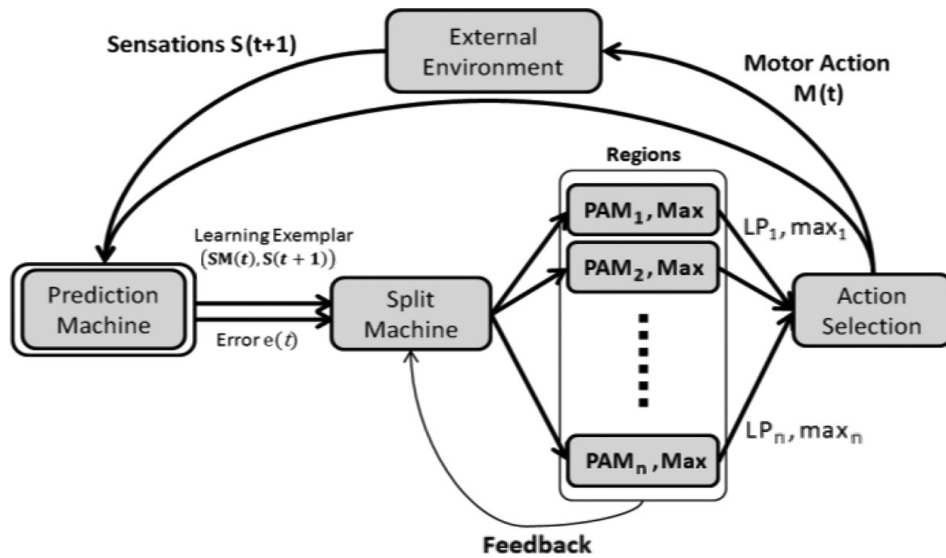 Sensations S(t+1)
External
Environment
Motor Action
M(t)
Regions
PAM₁, Max
LP₁, max₁
Learning Exemplar
(SM(t), S(t + 1))
PAM₂, Max
Prediction
Machine
Split
Machine
Action
Selection
Error e(t)
LPₙ, maxₙ
PAMₙ, Max
Feedback